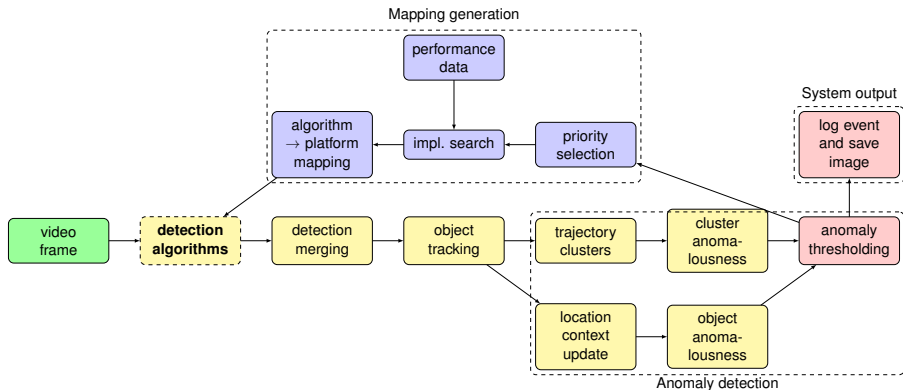 Mapping generation
performance
data
System output
algorithm
→ platform
mapping
impl. search
priority
selection
log event
and save
image
video
frame
detection
algorithms
detection
merging
object
tracking
trajectory
clusters
cluster
anoma-
lousness
anomaly
thresholding
location
context
update
object
anoma-
lousness
Anomaly detection